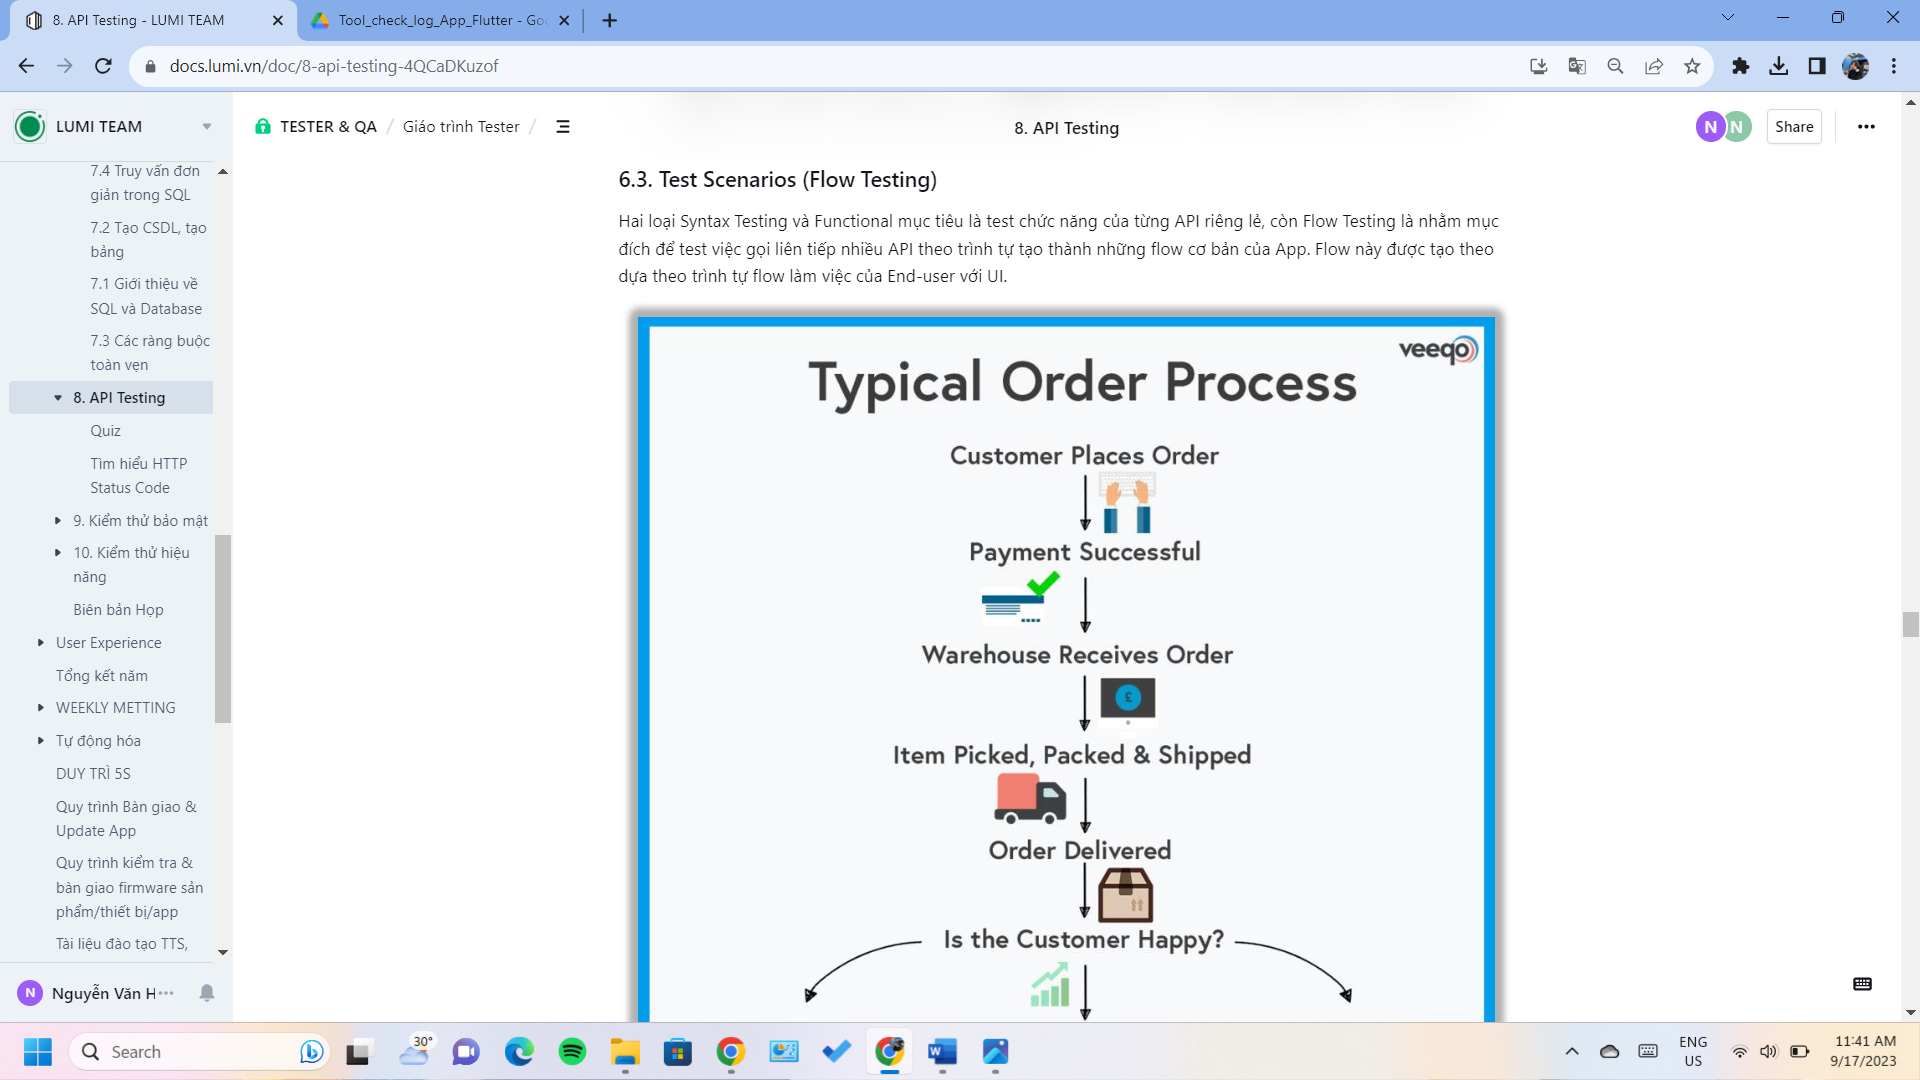 8. API Testing - LUMI TEAM
Tool_check_log_App_Flutter - Goo
docs.lumi.vn/doc/8-api-testing-4QCaDKuzof
LUMI TEAM
TESTER & QA / Giáo trình Tester /
8. API Testing
N
N
Share
7.4 Truy vấn đơn
giản trong SQL
7.2 Tạo CSDL, tạo
bảng
7.1 Giới thiệu về
SQL và Database
7.3 Các ràng buộc
toàn vẹn
8. API Testing
Quiz
Tìm hiểu HTTP
Status Code
9. Kiểm thử bảo mật
10. Kiểm thử hiệu
năng
Biên bản Họp
User Experience
Tổng kết năm
WEEKLY METTING
Tự động hóa
DUY TRÌ 5S
Quy trình Bàn giao &
Update App
Quy trình kiểm tra &
bàn giao firmware sản
phẩm/thiết bị/app
Tài liệu đào tạo TTS,
N
Nguyễn Văn H
6.3. Test Scenarios (Flow Testing)
Hai loại Syntax Testing và Functional mục tiêu là test chức năng của từng API riêng lẻ, còn Flow Testing là nhằm mục
đích để test việc gọi liên tiếp nhiều API theo trình tự tạo thành những flow cơ bản của App. Flow này được tạo theo
dựa theo trình tự flow làm việc của End-user với UI.
veeqo
Typical Order Process
Customer Places Order
Payment Successful
Warehouse Receives Order
£
Item Picked, Packed & Shipped
Order Delivered
Is the Customer Happy?
Search
30°
ENG
US
11:41 AM
9/17/2023